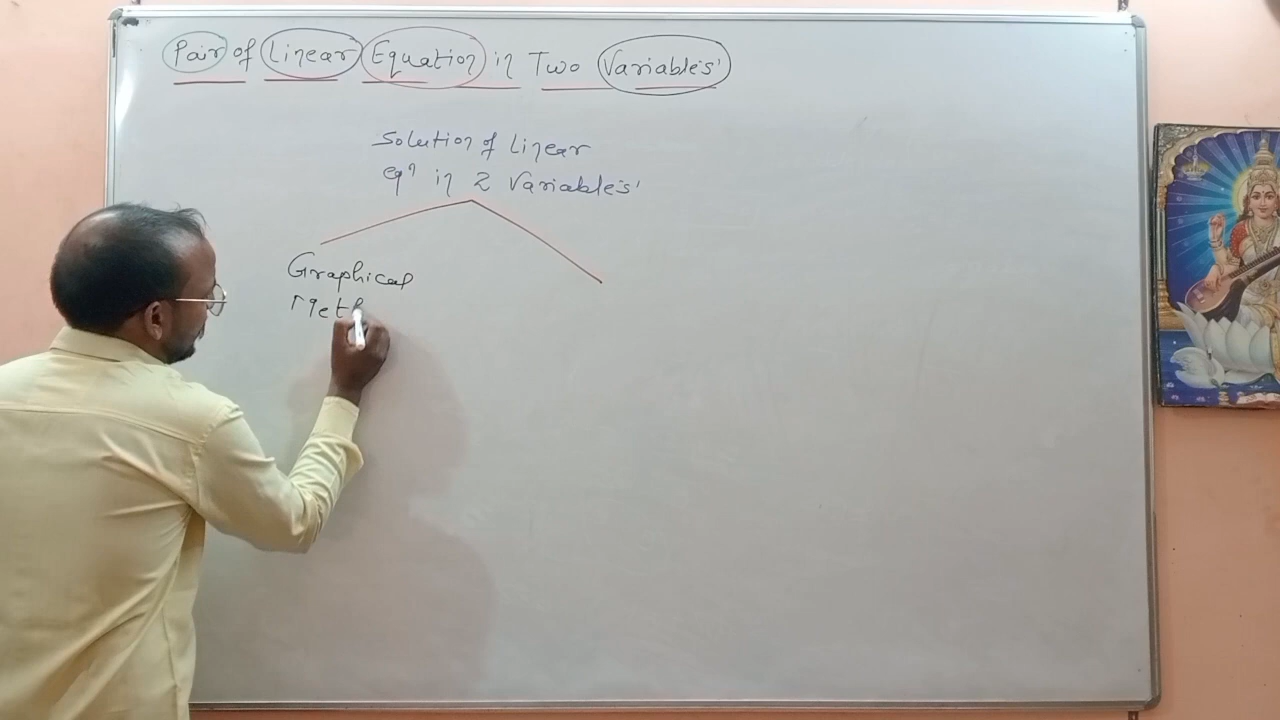 Pair of Linear Equation in Two Variables'
Solution of Linear
eqn in 2 Variables'
Graphical
Meth